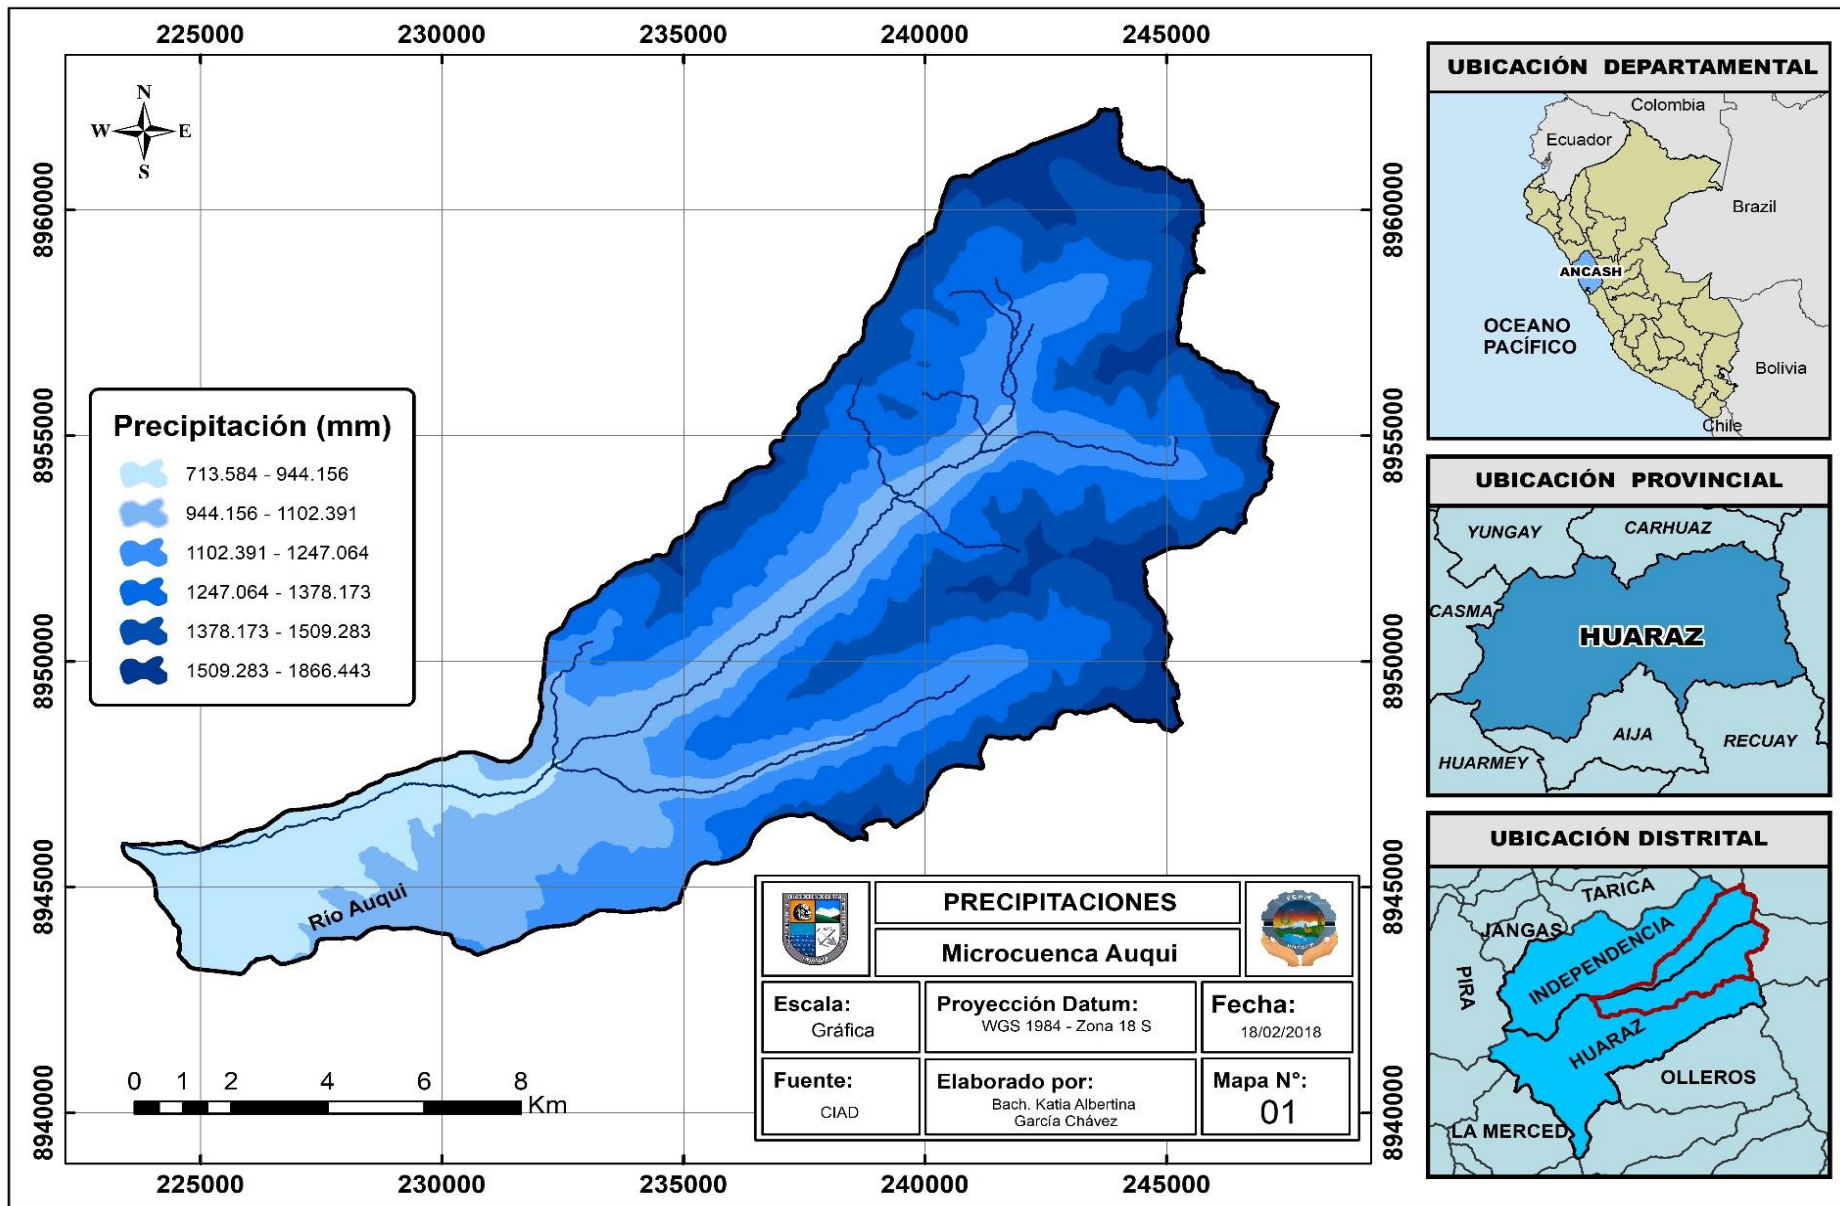 225000
230000
235000
240000
245000
N
W
E
S
8960000
8955000
8950000
8945000
8940000
8960000
8955000
8950000
8945000
8940000
Precipitación (mm)
713.584 - 944.156
944.156 - 1102.391
1102.391 - 1247.064
1247.064 - 1378.173
1378.173 - 1509.283
1509.283 - 1866.443
Río Auqui
0 1 2 4 6 8
Km
225000
230000
235000
240000
245000
PRECIPITACIONES
Microcuenca Auqui
Escala:
Gráfica
Proyección Datum:
WGS 1984 - Zona 18 S
Fecha:
18/02/2018
Fuente:
CIAD
Elaborado por:
Bach. Katia Albertina
García Chávez
Mapa N°:
01
UBICACIÓN DEPARTAMENTAL
Colombia
Ecuador
Brazil
ANCASH
OCEANO
PACÍFICO
Bolivia
Chile
UBICACIÓN PROVINCIAL
YUNGAY
CARHUAZ
CASMA
HUARAZ
AIJA
RECUAY
HUARMEY
UBICACIÓN DISTRITAL
TARICA
JANGAS
INDEPENDENCIA
PIRA
HUARAZ
OLLEROS
LA MERCED